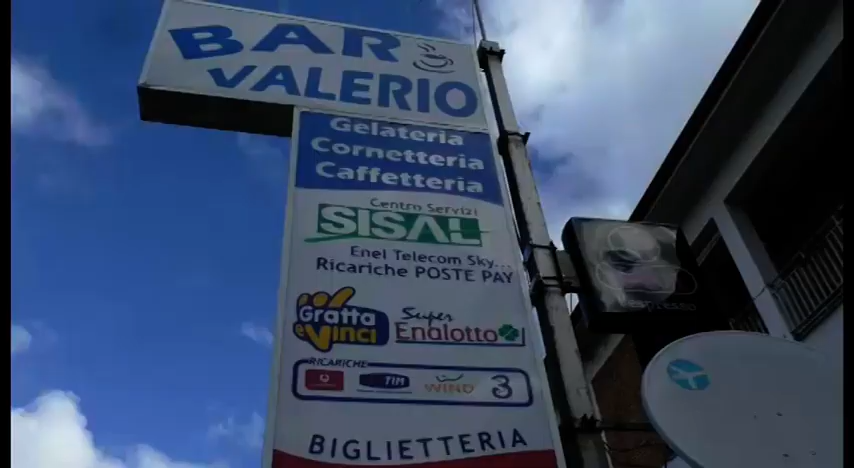 BAR
VALERIO
Gelateria
Cornetteria
Caffetteria
Centro Servizi
SISAL
Enel Telecom Sky...
Ricariche POSTE PAY
Gratta
e Vinci
Super
Enalotto
RICARICHE
TIM
WIND
3
BIGLIETTERIA
espresso